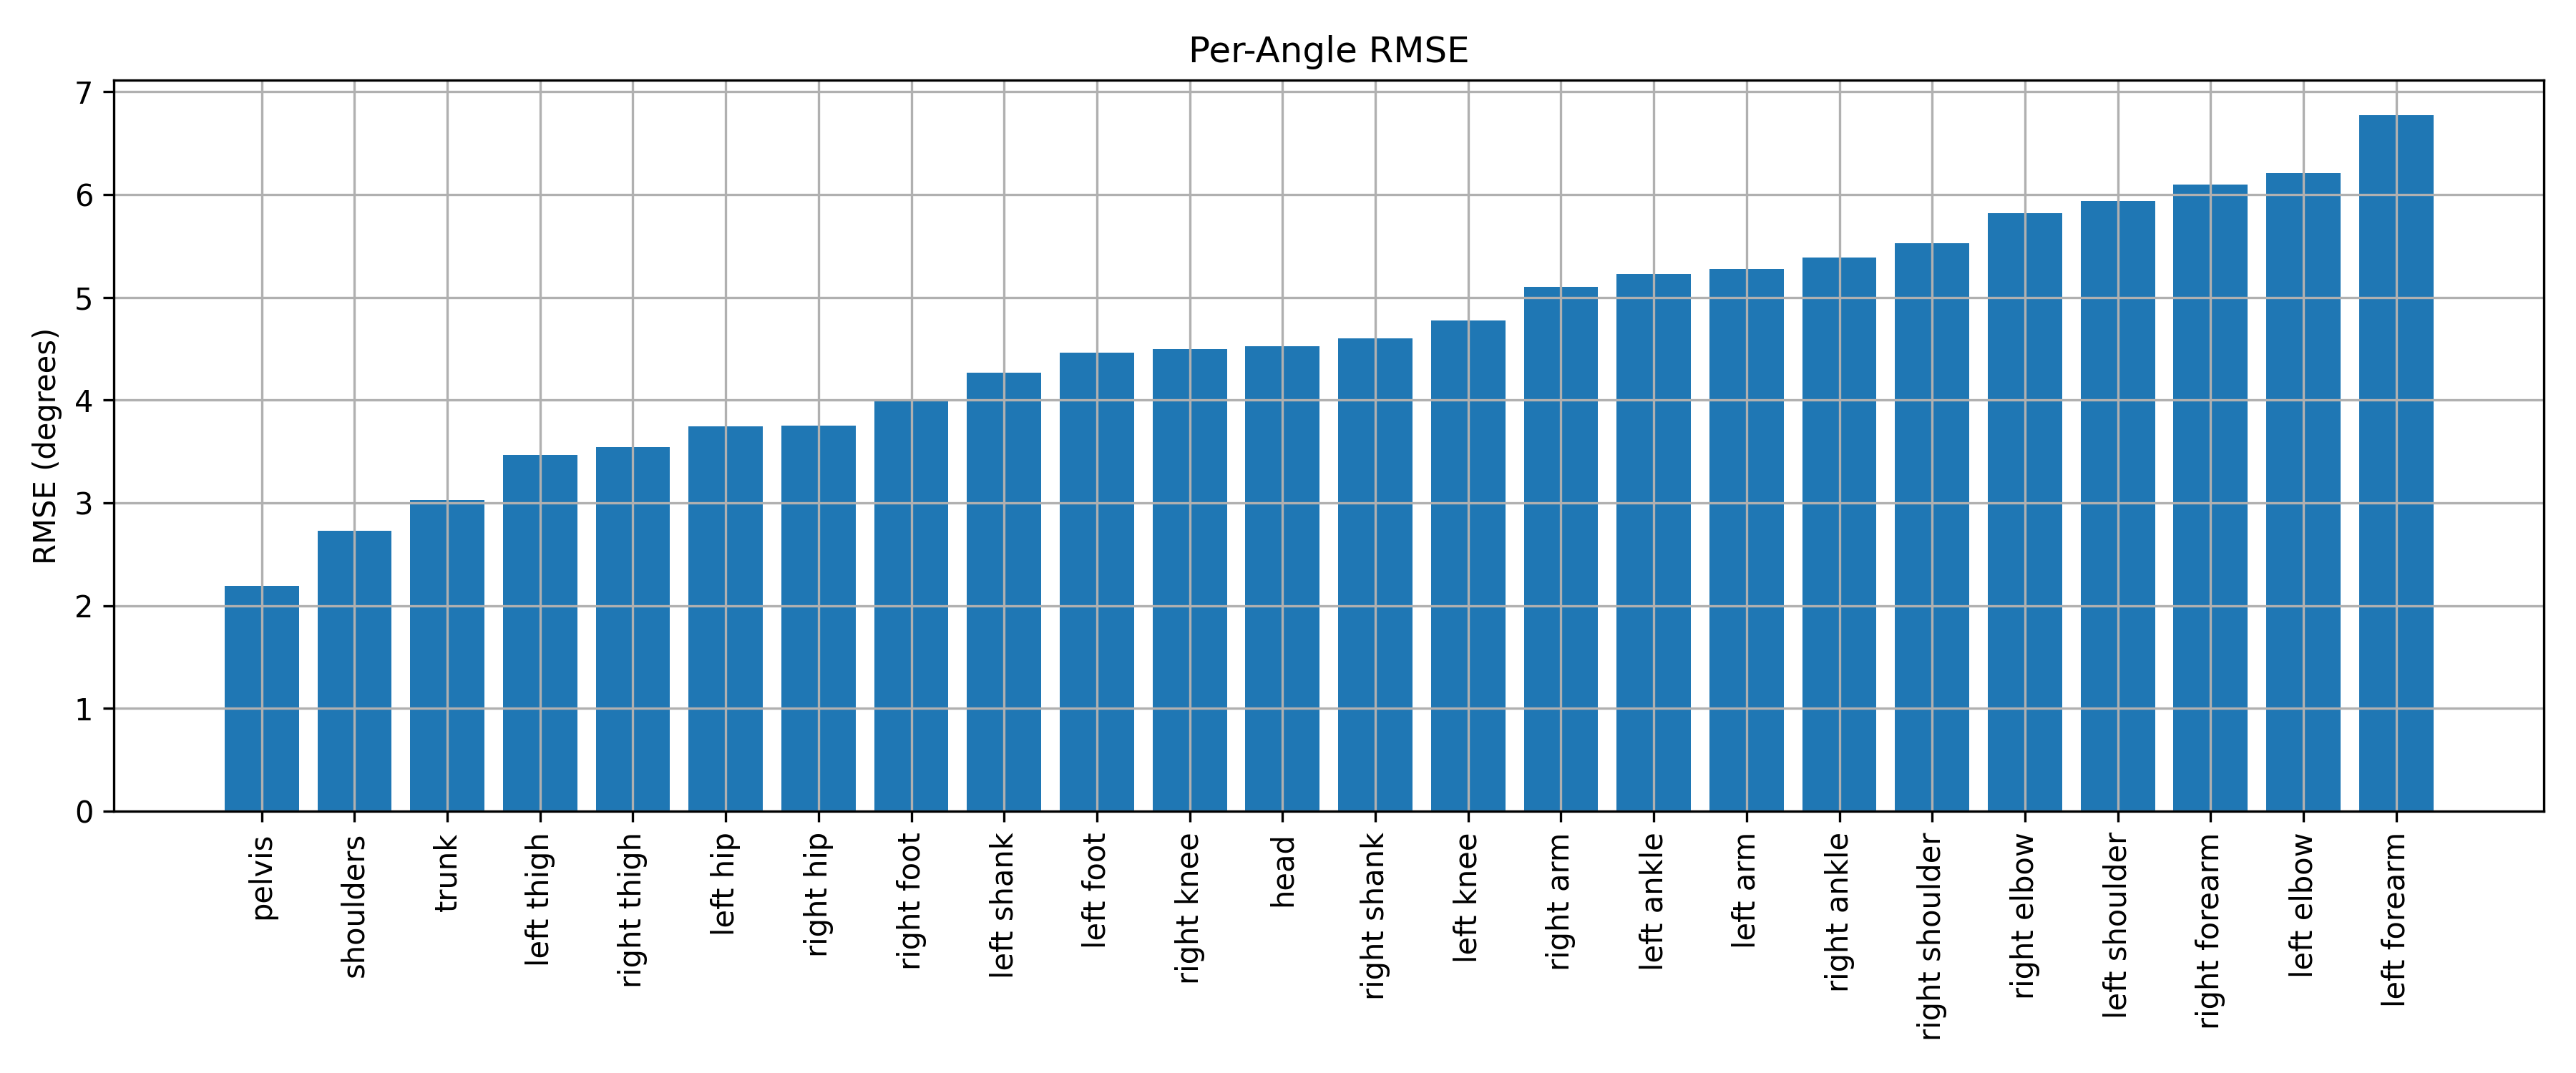 Per-Angle RMSE
RMSE (degrees)
7
6
5
4
3
2
1
0
pelvis
shoulders
trunk
left thigh
right thigh
left hip
right hip
right foot
left shank
left foot
right knee
head
right shank
left knee
right arm
left ankle
left arm
right ankle
right shoulder
right elbow
left shoulder
right forearm
left elbow
left forearm